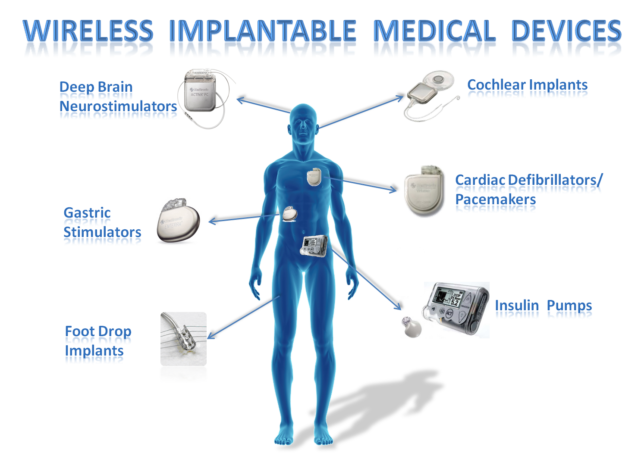 WIRELESS IMPLANTABLE MEDICAL DEVICES
Deep Brain
Neurostimulators
Cochlear Implants
Cardiac Defibrillators/
Pacemakers
Gastric
Stimulators
Insulin Pumps
Foot Drop
Implants